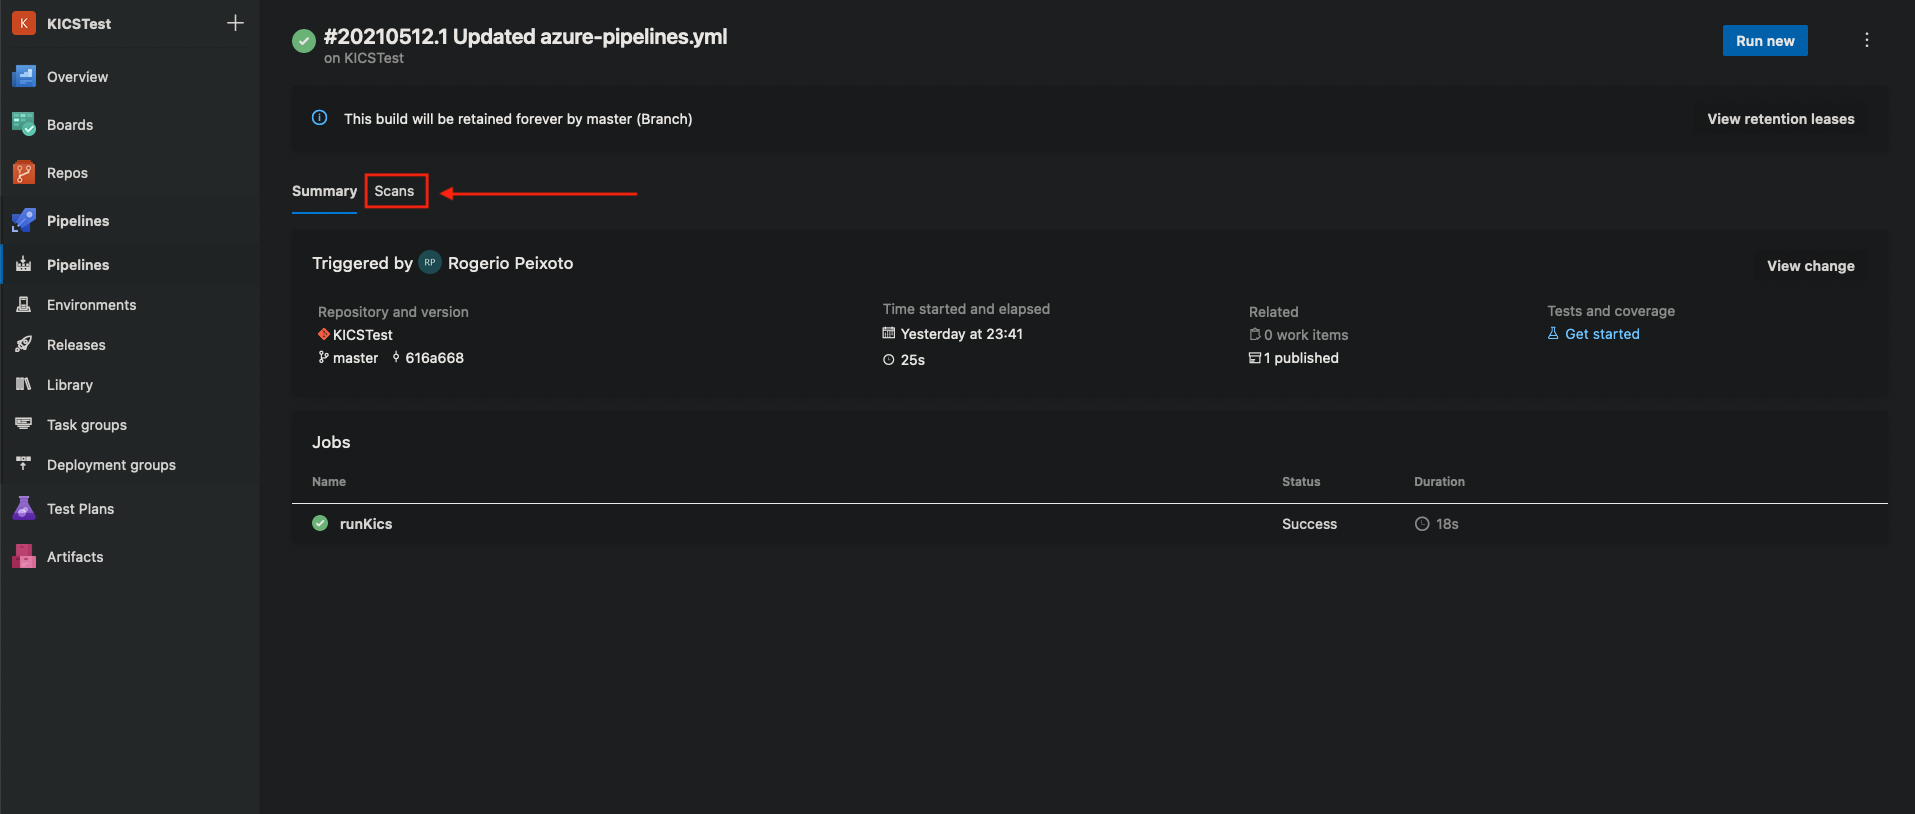 K KICSTest
Overview
Boards
Repos
Pipelines
Pipelines
Environments
Releases
Library
Task groups
Deployment groups
Test Plans
Artifacts
#20210512.1 Updated azure-pipelines.yml
on KICSTest
Run new
This build will be retained forever by master (Branch)
View retention leases
Summary Scans
Triggered by RP Rogerio Peixoto
View change
Repository and version
KICSTest
master 616a668
Time started and elapsed
Yesterday at 23:41
25s
Related
0 work items
1 published
Tests and coverage
Get started
Jobs
Name Status Duration
runKics Success 18s